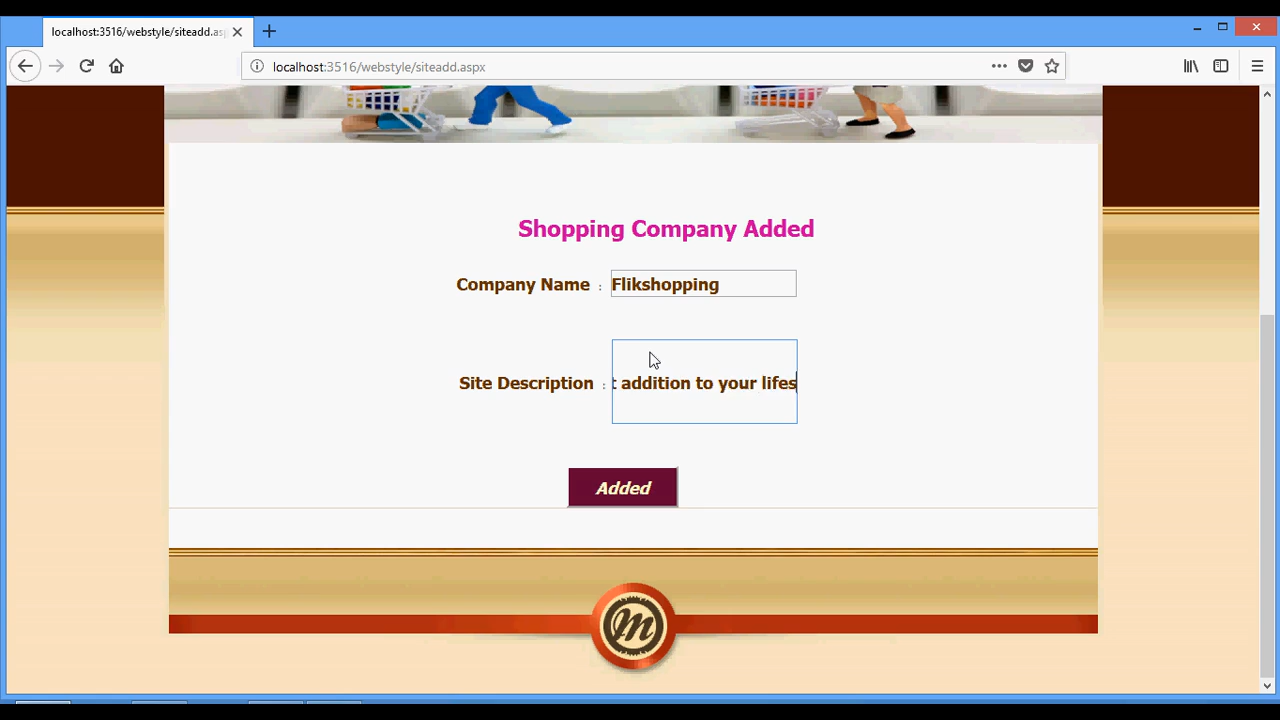 localhost:3516/webstyle/siteadd.as
localhost:3516/webstyle/siteadd.aspx
Shopping Company Added
Company Name : Flikshopping
Site Description : t addition to your lifes
Added
m